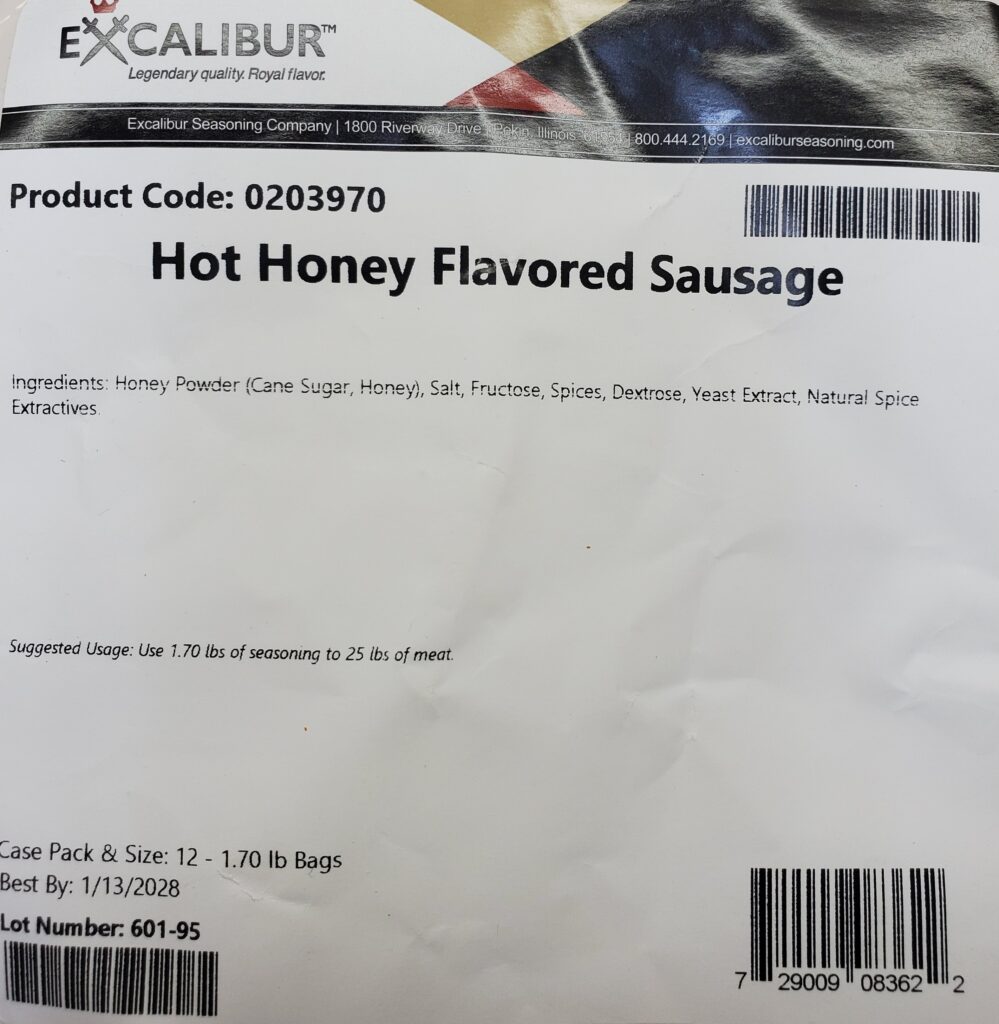 EXCALIBUR™
Legendary quality. Royal flavor.
Excalibur Seasoning Company | 1800 Riverway Drive | Pekin, Illinois | 800.444.2169 | excaliburseasoning.com
Product Code: 0203970
Hot Honey Flavored Sausage
Ingredients: Honey Powder (Cane Sugar, Honey), Salt, Fructose, Spices, Dextrose, Yeast Extract, Natural Spice
Extractives.
Suggested Usage: Use 1.70 lbs of seasoning to 25 lbs of meat.
Case Pack & Size: 12 - 1.70 lb Bags
Best By: 1/13/2028
Lot Number: 601-95
7 29009 08362 2